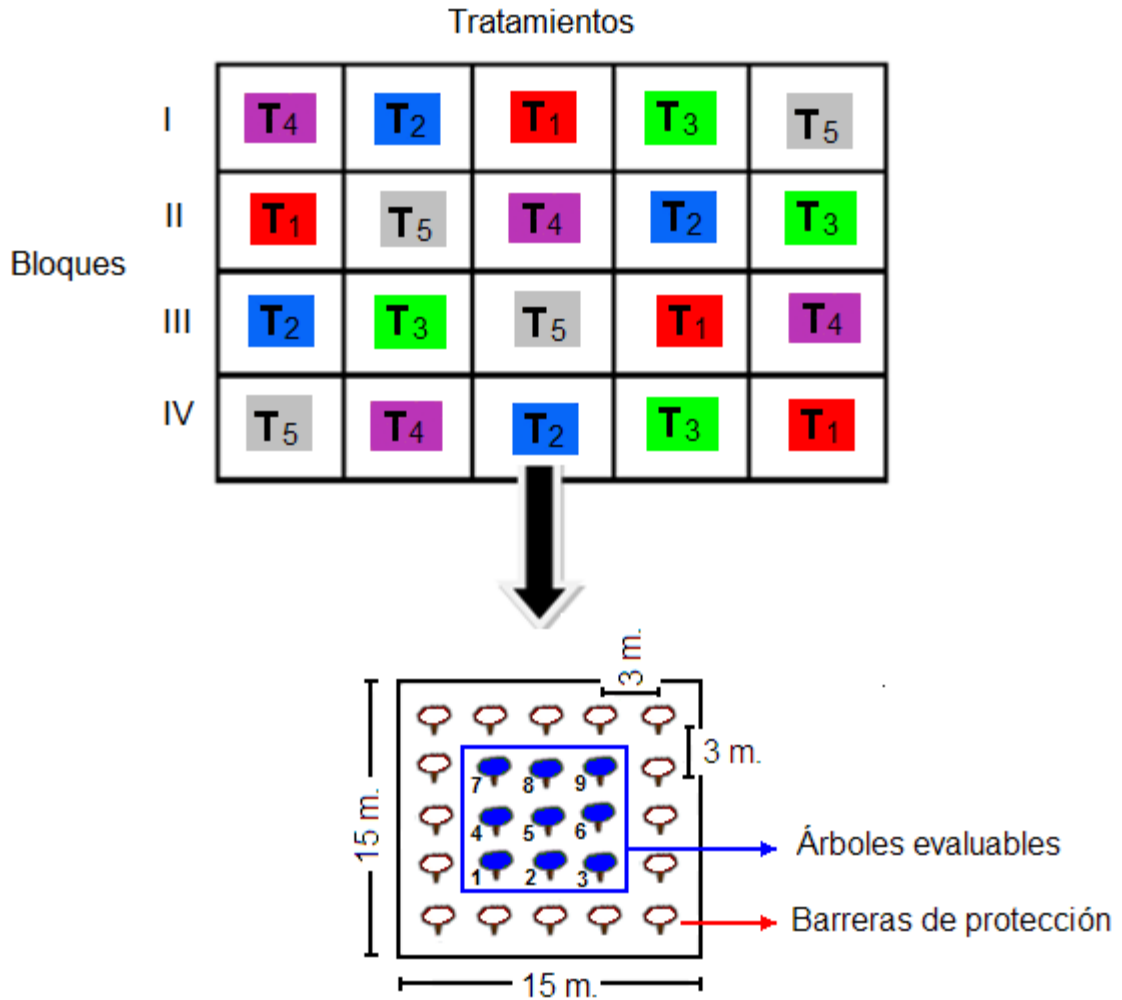 Tratamientos
I T4 T2 T1 T3 T5
II T1 T5 T4 T2 T3
Bloques
III T2 T3 T5 T1 T4
IV T5 T4 T2 T3 T1
3 m.
3 m.
15 m.
7 8 9
4 5 6
1 2 3
Árboles evaluables
Barreras de protección
15 m.